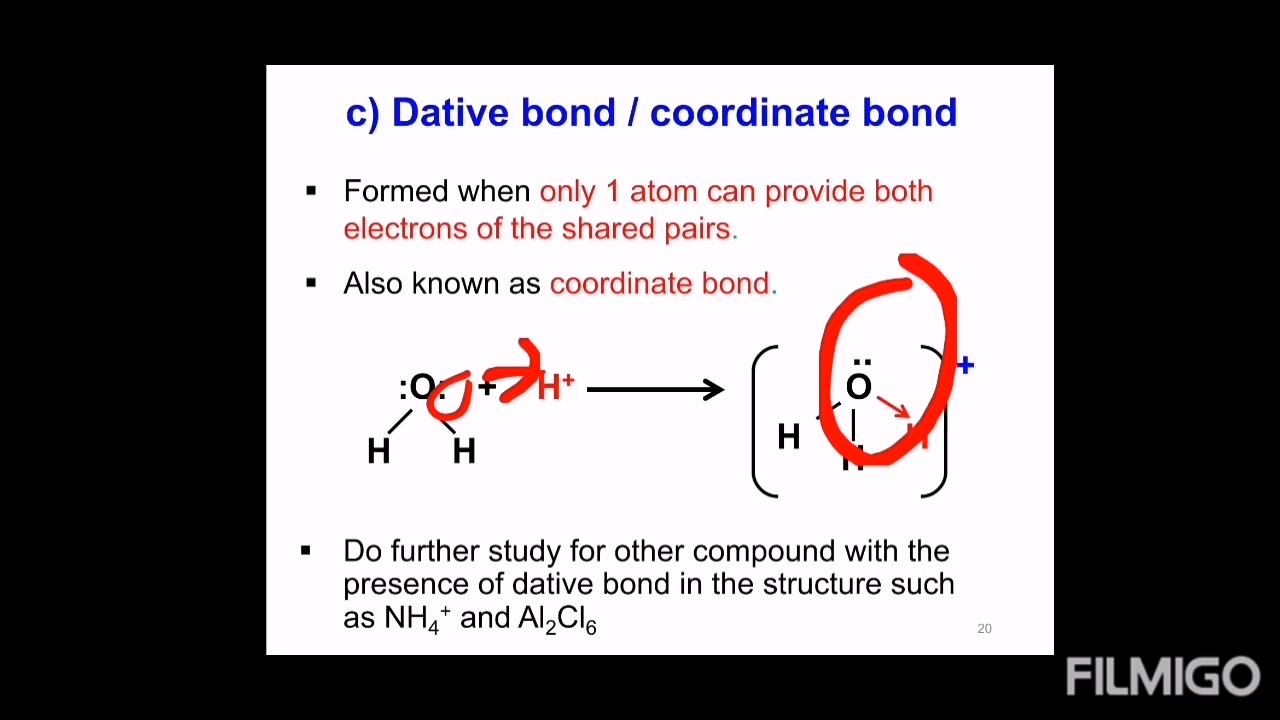 c) Dative bond / coordinate bond
▪ Formed when only 1 atom can provide both
electrons of the shared pairs.
▪ Also known as coordinate bond.
:O: + H⁺
H H
O
H H H
+
▪ Do further study for other compound with the
presence of dative bond in the structure such
as NH₄⁺ and Al₂Cl₆
20
FILMIGO